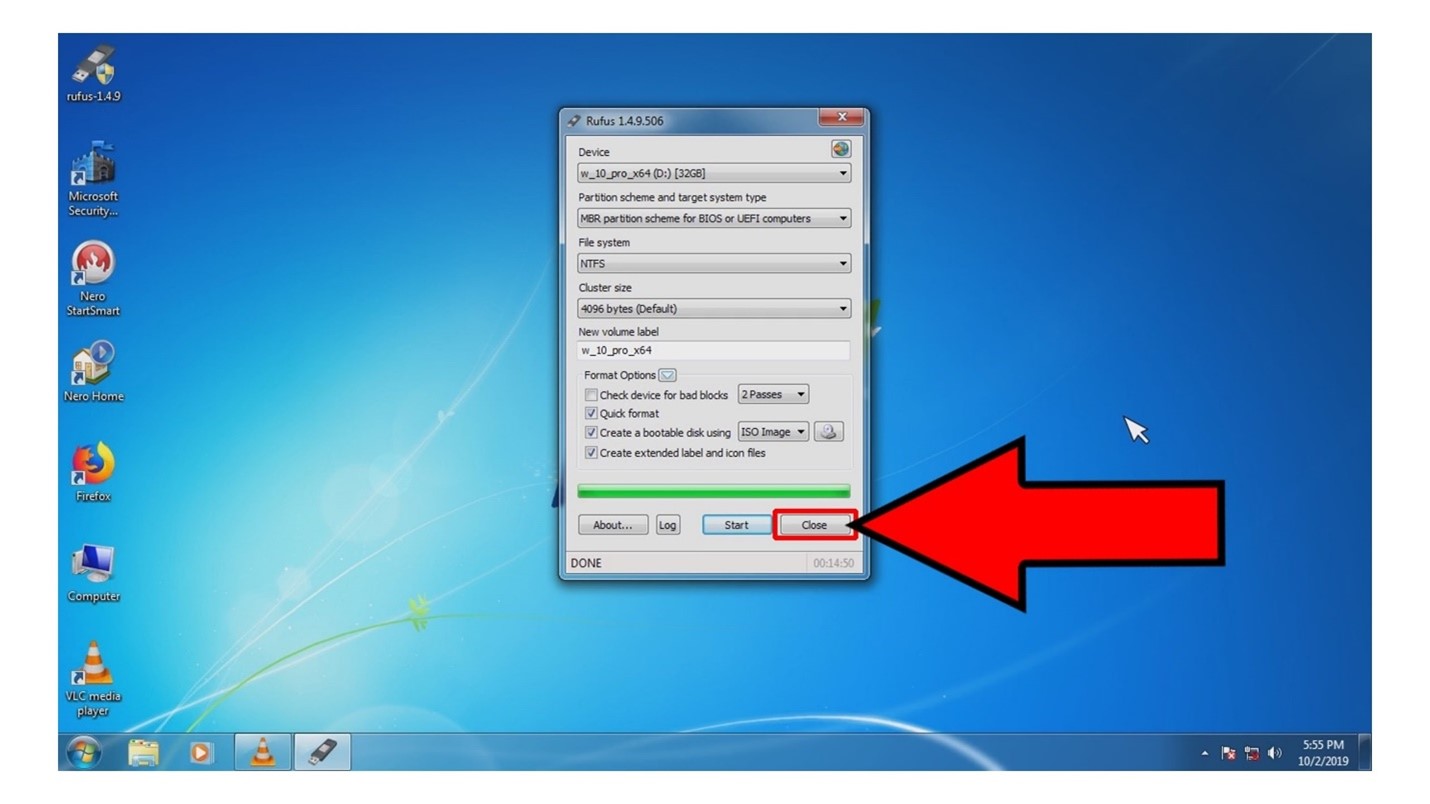 rufus-1.4.9
Microsoft
Security...
Nero
StartSmart
Nero Home
Firefox
Computer
VLC media
player
Rufus 1.4.9.506
Device
w_10_pro_x64 (D:) [32GB]
Partition scheme and target system type
MBR partition scheme for BIOS or UEFI computers
File system
NTFS
Cluster size
4096 bytes (Default)
New volume label
w_10_pro_x64
Format Options
Check device for bad blocks 2 Passes
Quick format
Create a bootable disk using ISO Image
Create extended label and icon files
About... Log Start Close
DONE 00:14:50
5:55 PM
10/2/2019